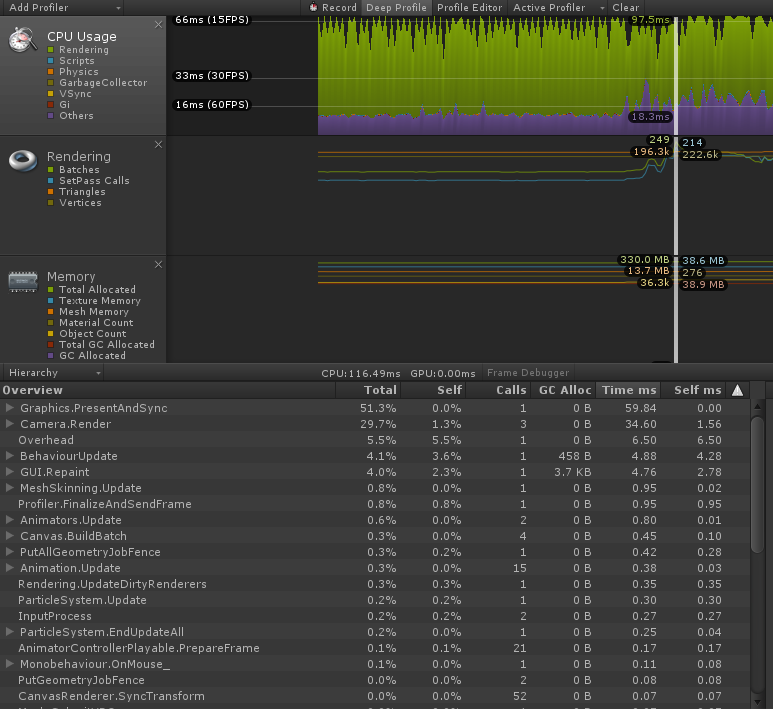 Add Profiler Record Deep Profile Profile Editor Active Profiler Clear
CPU Usage
Rendering
Scripts
Physics
GarbageCollector
VSync
Gi
Others
66ms (15FPS)
33ms (30FPS)
16ms (60FPS)
97.5ms
18.3ms
Rendering
Batches
SetPass Calls
Triangles
Vertices
249 214
196.3k 222.6k
Memory
Total Allocated
Texture Memory
Mesh Memory
Material Count
Object Count
Total GC Allocated
GC Allocated
330.0 MB 38.6 MB
13.7 MB 276
36.3k 38.9 MB
Hierarchy CPU:116.49ms GPU:0.00ms Frame Debugger
Overview Total Self Calls GC Alloc Time ms Self ms
Graphics.PresentAndSync 51.3% 0.0% 1 0 B 59.84 0.00
Camera.Render 29.7% 1.3% 3 0 B 34.60 1.56
Overhead 5.5% 5.5% 1 0 B 6.50 6.50
BehaviourUpdate 4.1% 3.6% 1 458 B 4.88 4.28
GUI.Repaint 4.0% 2.3% 1 3.7 KB 4.76 2.78
MeshSkinning.Update 0.8% 0.0% 1 0 B 0.95 0.02
Profiler.FinalizeAndSendFrame 0.8% 0.8% 1 0 B 0.95 0.95
Animators.Update 0.6% 0.0% 2 0 B 0.80 0.01
Canvas.BuildBatch 0.3% 0.0% 4 0 B 0.45 0.10
PutAllGeometryJobFence 0.3% 0.2% 1 0 B 0.42 0.28
Animation.Update 0.3% 0.0% 15 0 B 0.38 0.03
Rendering.UpdateDirtyRenderers 0.3% 0.3% 1 0 B 0.35 0.35
ParticleSystem.Update 0.2% 0.2% 1 0 B 0.30 0.30
InputProcess 0.2% 0.2% 2 0 B 0.27 0.27
ParticleSystem.EndUpdateAll 0.2% 0.0% 1 0 B 0.25 0.04
AnimatorControllerPlayable.PrepareFrame 0.1% 0.1% 21 0 B 0.17 0.17
Monobehaviour.OnMouse_ 0.1% 0.0% 1 0 B 0.11 0.08
PutGeometryJobFence 0.0% 0.0% 2 0 B 0.08 0.08
CanvasRenderer.SyncTransform 0.0% 0.0% 52 0 B 0.07 0.07